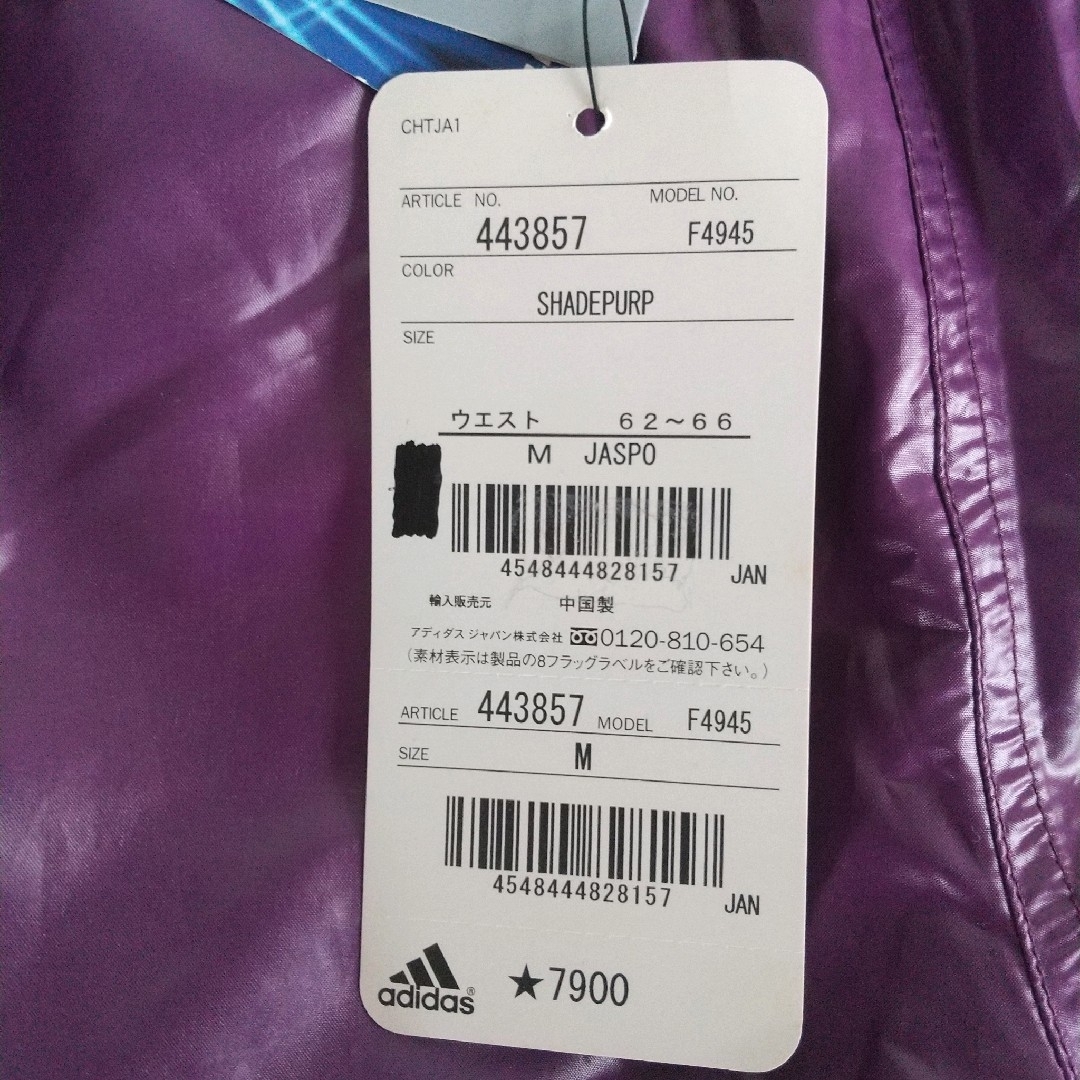 CHTJA1
ARTICLE NO. MODEL NO.
443857 F4945
COLOR
SHADEPURP
SIZE
ウエスト 62～66
M JASPO
4548444828157 JAN
輸入販売元 中国製
アディダス ジャパン株式会社 0120-810-654
（素材表示は製品の8フラッグラベルをご確認下さい。）
ARTICLE 443857 MODEL F4945
SIZE M
4548444828157 JAN
adidas® ★7900